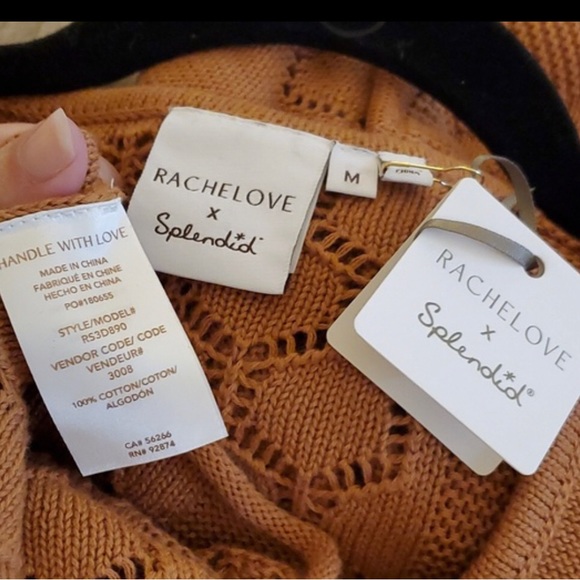 RACHELOVE
x
Splendid
M
RACHELOVE
x
Splendid®
HANDLE WITH LOVE
MADE IN CHINA
FABRIQUÉ EN CHINE
HECHO EN CHINA
PO#180655
STYLE/MODEL#
RS3D890
VENDOR CODE/ CODE
VENDEUR#
3008
100% COTTON/COTON/
ALGODÓN
CA# 56266
RN# 92874